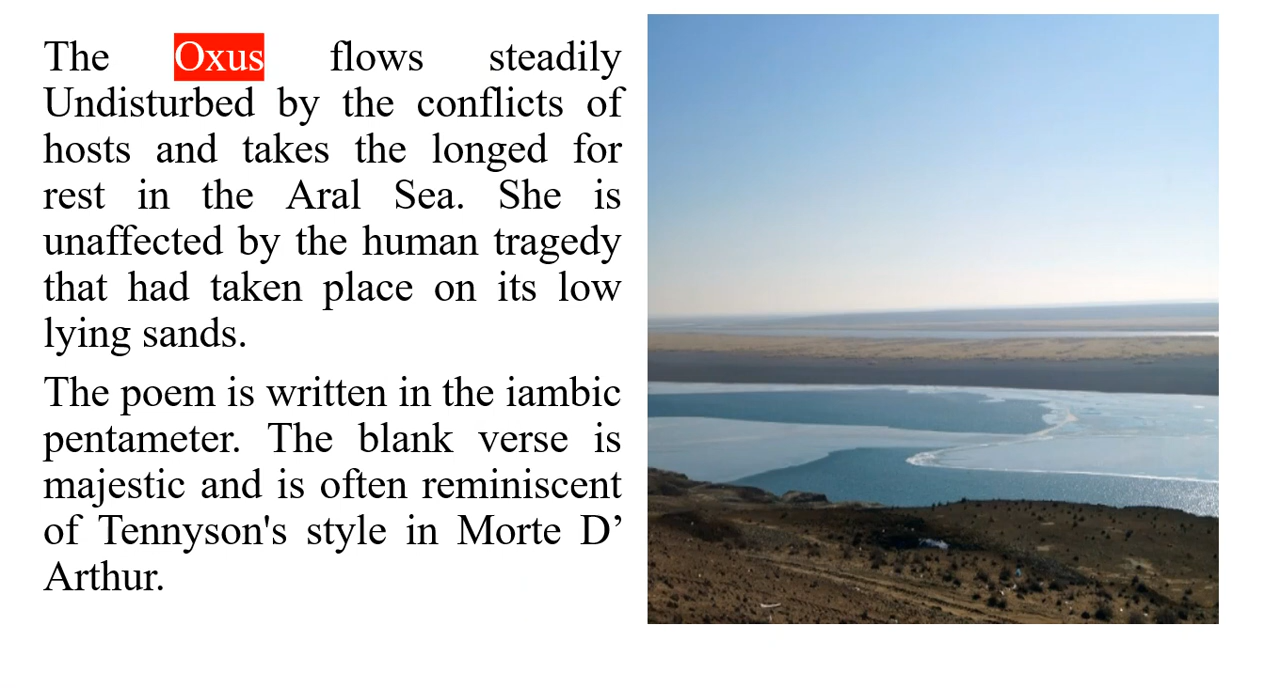 The Oxus flows steadily
Undisturbed by the conflicts of
hosts and takes the longed for
rest in the Aral Sea. She is
unaffected by the human tragedy
that had taken place on its low
lying sands.
The poem is written in the iambic
pentameter. The blank verse is
majestic and is often reminiscent
of Tennyson's style in Morte D’
Arthur.